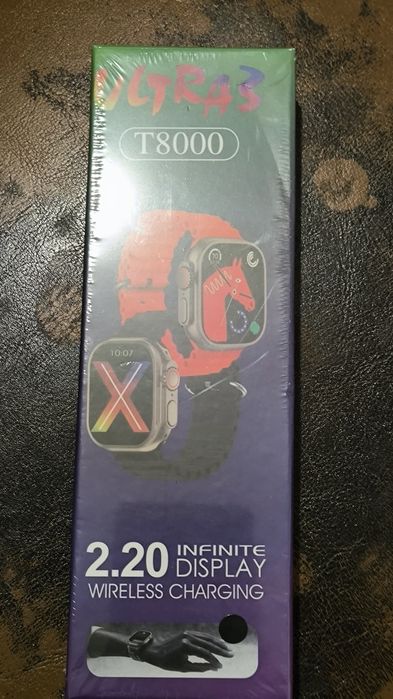 ULTRA3
T8000
10:07
2.20 INFINITE
DISPLAY
WIRELESS CHARGING